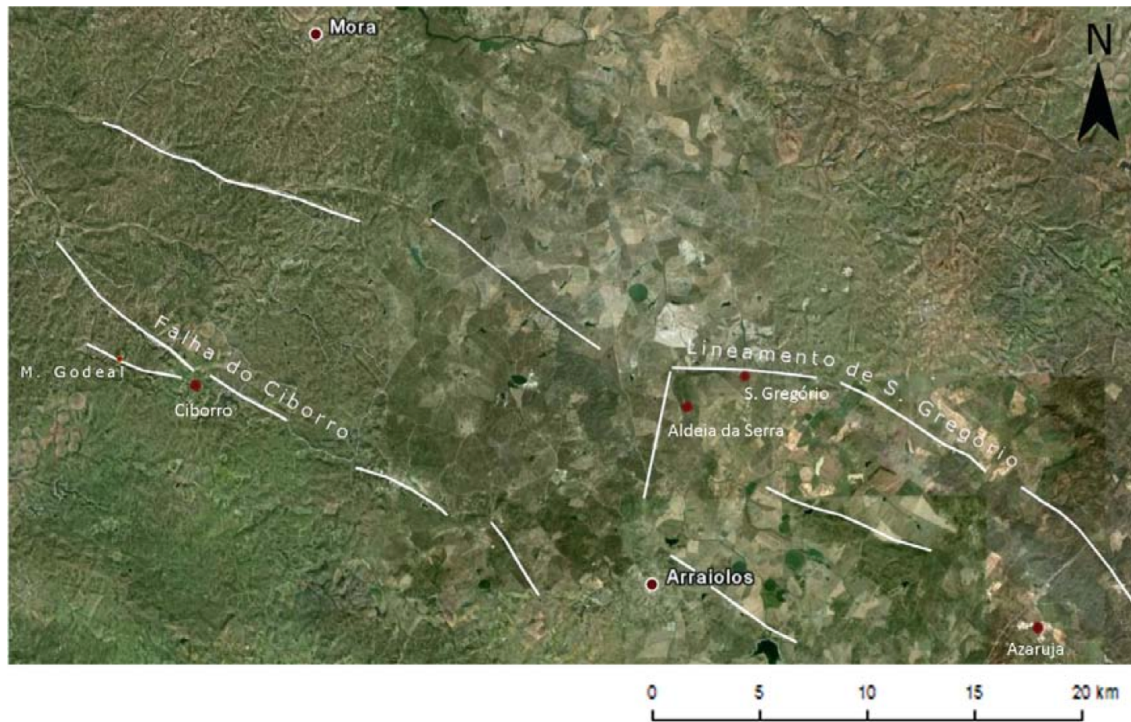 Mora
N
Falha do Ciborro
M. Godeal
Ciborro
Lineamento de S. Gregório
S. Gregório
Aldeia da Serra
Arraiolos
Azaruja
0 5 10 15 20 km